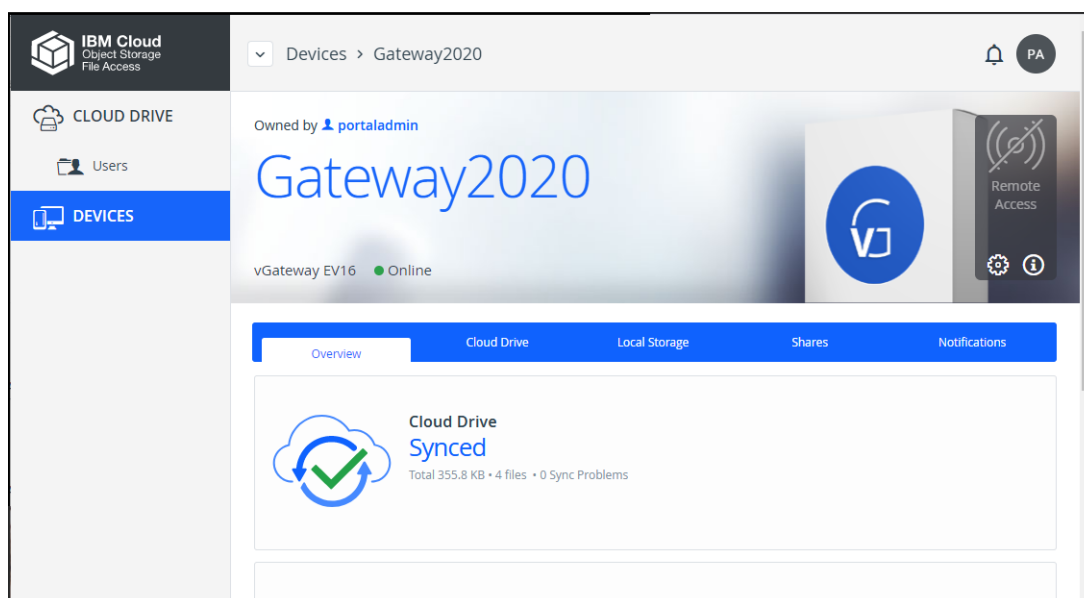 IBM Cloud
Object Storage
File Access
Devices > Gateway2020
PA
CLOUD DRIVE
Users
DEVICES
Owned by portaladmin
Gateway2020
vGateway EV16 ● Online
Remote
Access
Overview
Cloud Drive
Local Storage
Shares
Notifications
Cloud Drive
Synced
Total 355.8 KB • 4 files • 0 Sync Problems